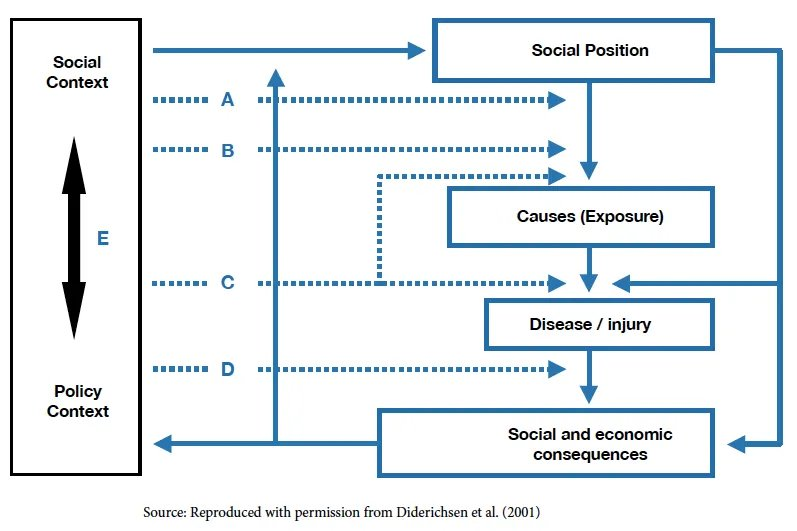 Social
Context
E
Policy
Context
A
B
C
D
Social Position
Causes (Exposure)
Disease / injury
Social and economic
consequences
Source: Reproduced with permission from Diderichsen et al. (2001)